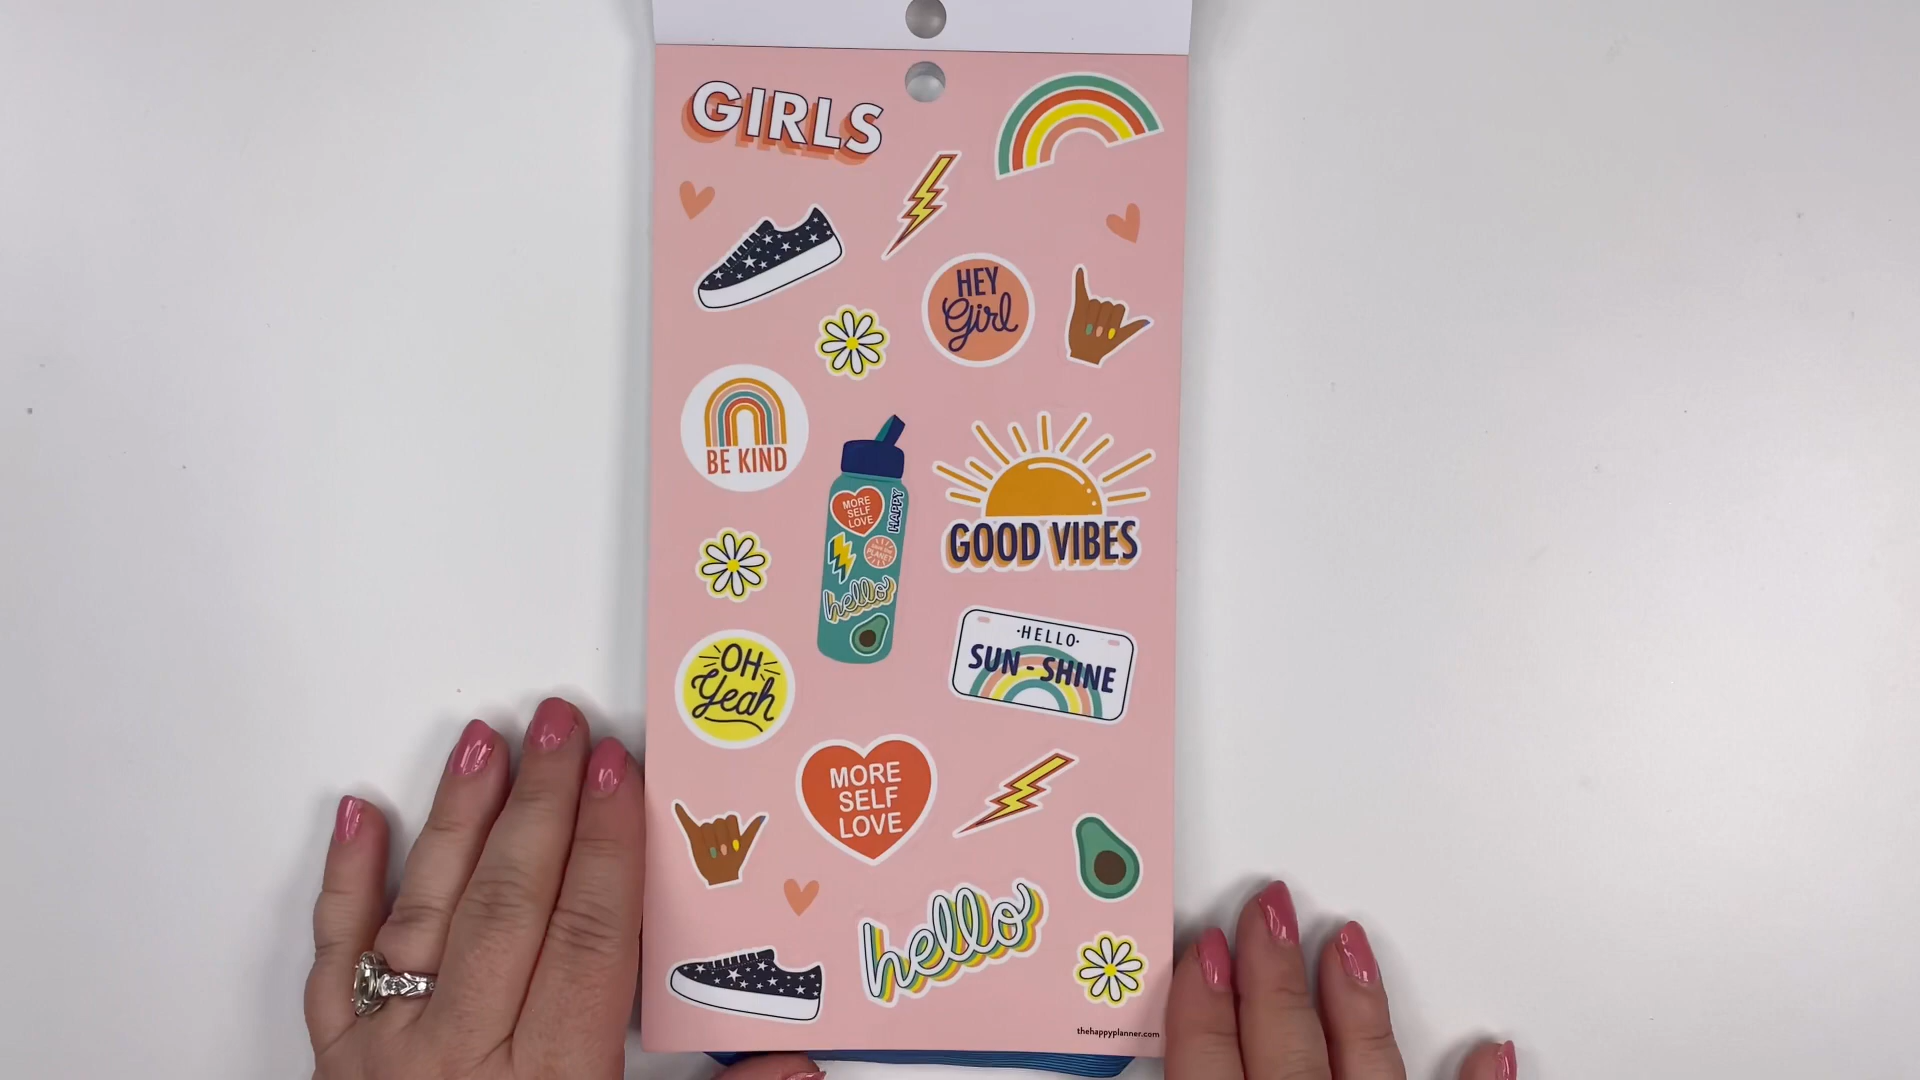 GIRLS
HEY
Girl
BE KIND
MORE
SELF
LOVE
HAPPY
PLANET
hello
GOOD VIBES
·HELLO·
SUN-SHINE
OH
Yeah
MORE
SELF
LOVE
hello
thehappyplanner.com